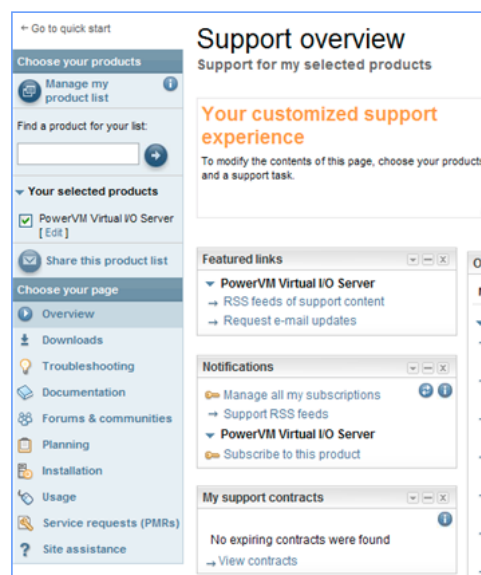 ← Go to quick start
Choose your products
Manage my
product list
Find a product for your list:
Your selected products
PowerVM Virtual I/O Server
[ Edit ]
Share this product list
Choose your page
Overview
Downloads
Troubleshooting
Documentation
Forums & communities
Planning
Installation
Usage
Service requests (PMRs)
Site assistance
Support overview
Support for my selected products
Your customized support
experience
To modify the contents of this page, choose your products
and a support task.
Featured links
PowerVM Virtual I/O Server
→ RSS feeds of support content
→ Request e-mail updates
Notifications
Manage all my subscriptions
→ Support RSS feeds
PowerVM Virtual I/O Server
Subscribe to this product
My support contracts
No expiring contracts were found
→ View contracts